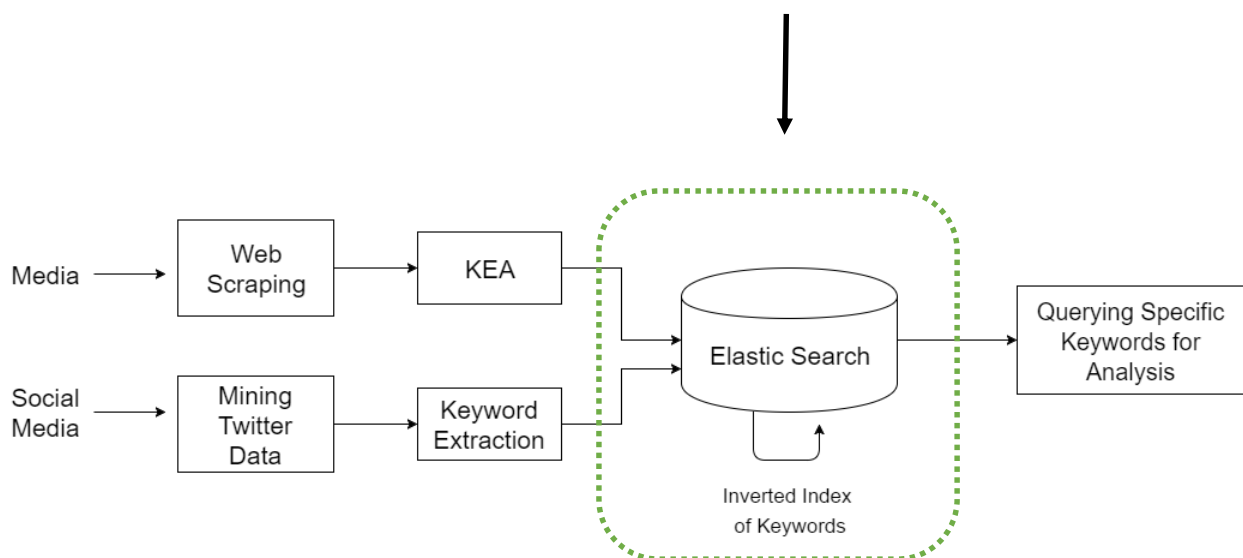 Media
Web
Scraping
KEA
Social
Media
Mining
Twitter
Data
Keyword
Extraction
Elastic Search
Inverted Index
of Keywords
Querying Specific
Keywords for
Analysis